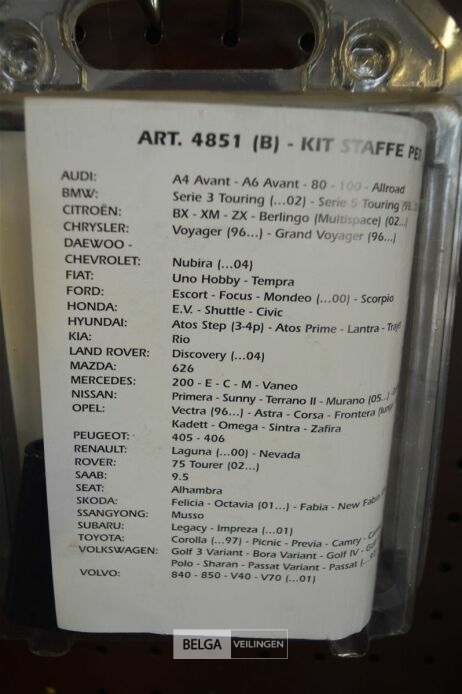 ART. 4851 (B) - KIT STAFFE PER
AUDI: A4 Avant - A6 Avant - 80 - 100 - Allroad
BMW: Serie 3 Touring (...02) - Serie 5 Touring
CITROËN: BX - XM - ZX - Berlingo (Multispace) (02...)
CHRYSLER: Voyager (96...) - Grand Voyager (96...)
DAEWOO -
CHEVROLET: Nubira (...04)
FIAT: Uno Hobby - Tempra
FORD: Escort - Focus - Mondeo (...00) - Scorpio
HONDA: E.V. - Shuttle - Civic
HYUNDAI: Atos Step (3-4p) - Atos Prime - Lantra - Trajet
KIA: Rio
LAND ROVER: Discovery (...04)
MAZDA: 626
MERCEDES: 200 - E - C - M - Vaneo
NISSAN: Primera - Sunny - Terrano II - Murano (05...)
OPEL: Vectra (96...) - Astra - Corsa - Frontera
Kadett - Omega - Sintra - Zafira
PEUGEOT: 405 - 406
RENAULT: Laguna (...00) - Nevada
ROVER: 75 Tourer (02...)
SAAB: 9.5
SEAT: Alhambra
SKODA: Felicia - Octavia (01...) - Fabia - New Fabia
SSANGYONG: Musso
SUBARU: Legacy - Impreza (...01)
TOYOTA: Corolla (...97) - Picnic - Previa - Camry -
VOLKSWAGEN: Golf 3 Variant - Bora Variant - Golf IV -
Polo - Sharan - Passat Variant - Passat
VOLVO: 840 - 850 - V40 - V70 (...01)
BELGA VEILINGEN